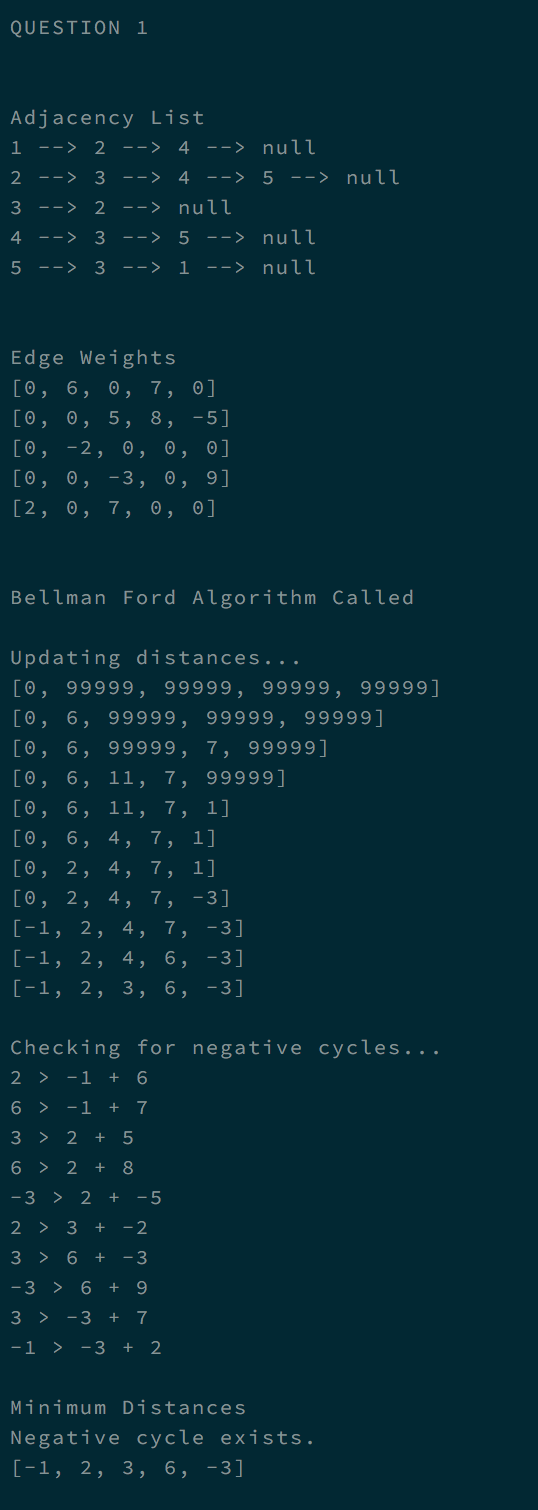 QUESTION 1
Adjacency List
1 --> 2 --> 4 --> null
2 --> 3 --> 4 --> 5 --> null
3 --> 2 --> null
4 --> 3 --> 5 --> null
5 --> 3 --> 1 --> null
Edge Weights
[0, 6, 0, 7, 0]
[0, 0, 5, 8, -5]
[0, -2, 0, 0, 0]
[0, 0, -3, 0, 9]
[2, 0, 7, 0, 0]
Bellman Ford Algorithm Called
Updating distances...
[0, 99999, 99999, 99999, 99999]
[0, 6, 99999, 99999, 99999]
[0, 6, 99999, 7, 99999]
[0, 6, 11, 7, 99999]
[0, 6, 11, 7, 1]
[0, 6, 4, 7, 1]
[0, 2, 4, 7, 1]
[0, 2, 4, 7, -3]
[-1, 2, 4, 7, -3]
[-1, 2, 4, 6, -3]
[-1, 2, 3, 6, -3]
Checking for negative cycles...
2 > -1 + 6
6 > -1 + 7
3 > 2 + 5
6 > 2 + 8
-3 > 2 + -5
2 > 3 + -2
3 > 6 + -3
-3 > 6 + 9
3 > -3 + 7
-1 > -3 + 2
Minimum Distances
Negative cycle exists.
[-1, 2, 3, 6, -3]